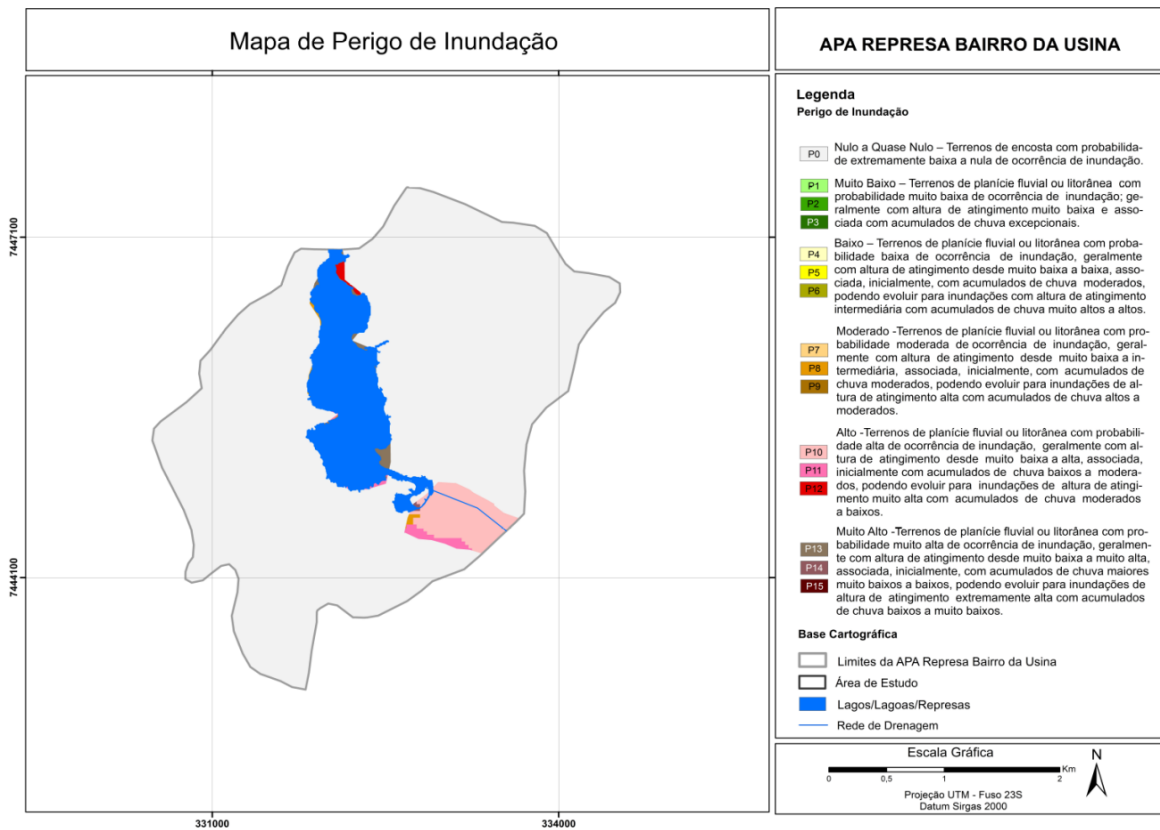 Mapa de Perigo de Inundação
331000
334000
7447100
7444100
APA REPRESA BAIRRO DA USINA
Legenda
Perigo de Inundação
P0
Nulo a Quase Nulo – Terrenos de encosta com probabilida-
de extremamente baixa a nula de ocorrência de inundação.
P1
P2
P3
Muito Baixo – Terrenos de planície fluvial ou litorânea com
probabilidade muito baixa de ocorrência de inundação; ge-
ralmente com altura de atingimento muito baixa e asso-
ciada com acumulados de chuva excepcionais.
P4
P5
P6
Baixo – Terrenos de planície fluvial ou litorânea com proba-
bilidade baixa de ocorrência de inundação, geralmente
com altura de atingimento desde muito baixa a baixa, asso-
ciada, inicialmente, com acumulados de chuva moderados,
podendo evoluir para inundações com altura de atingimento
intermediária com acumulados de chuva muito altos a altos.
P7
P8
P9
Moderado -Terrenos de planície fluvial ou litorânea com pro-
babilidade moderada de ocorrência de inundação, geral-
mente com altura de atingimento desde muito baixa a in-
termediária, associada, inicialmente, com acumulados de
chuva moderados, podendo evoluir para inundações de al-
tura de atingimento alta com acumulados de chuva altos a
moderados.
P10
P11
P12
Alto -Terrenos de planície fluvial ou litorânea com probabili-
dade alta de ocorrência de inundação, geralmente com al-
tura de atingimento desde muito baixa a alta, associada,
inicialmente com acumulados de chuva baixos a modera-
dos, podendo evoluir para inundações de altura de atingi-
mento muito alta com acumulados de chuva moderados
a baixos.
P13
P14
P15
Muito Alto -Terrenos de planície fluvial ou litorânea com pro-
babilidade muito alta de ocorrência de inundação, geralmen-
te com altura de atingimento desde muito baixa a muito alta,
associada, inicialmente, com acumulados de chuva maiores
muito baixos a baixos, podendo evoluir para inundações de
altura de atingimento extremamente alta com acumulados
de chuva baixos a muito baixos.
Base Cartográfica
Limites da APA Represa Bairro da Usina
Área de Estudo
Lagos/Lagoas/Represas
Rede de Drenagem
Escala Gráfica
N
Km
0 0,5 1 2
Projeção UTM - Fuso 23S
Datum Sirgas 2000